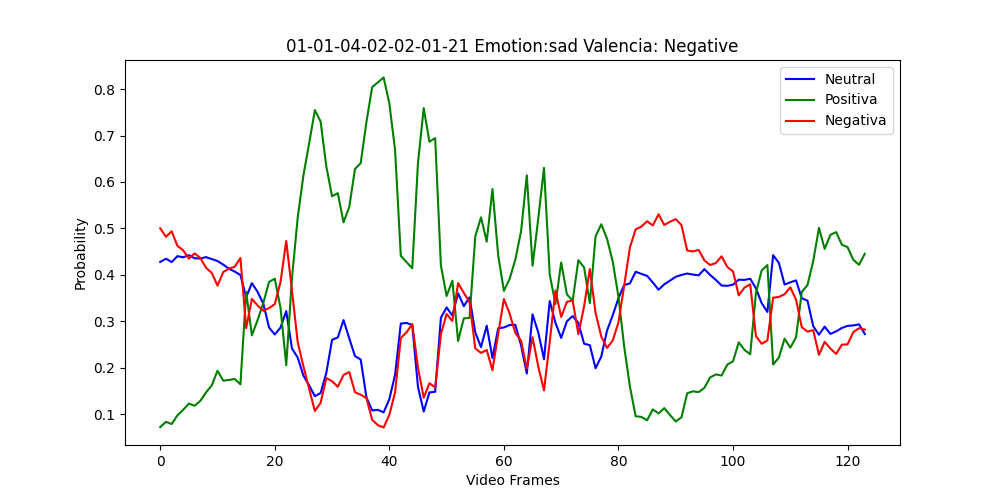 01-01-04-02-02-01-21 Emotion:sad Valencia: Negative
Neutral
Positiva
Negativa
Probability
0.8
0.7
0.6
0.5
0.4
0.3
0.2
0.1
0
20
40
60
80
100
120
Video Frames